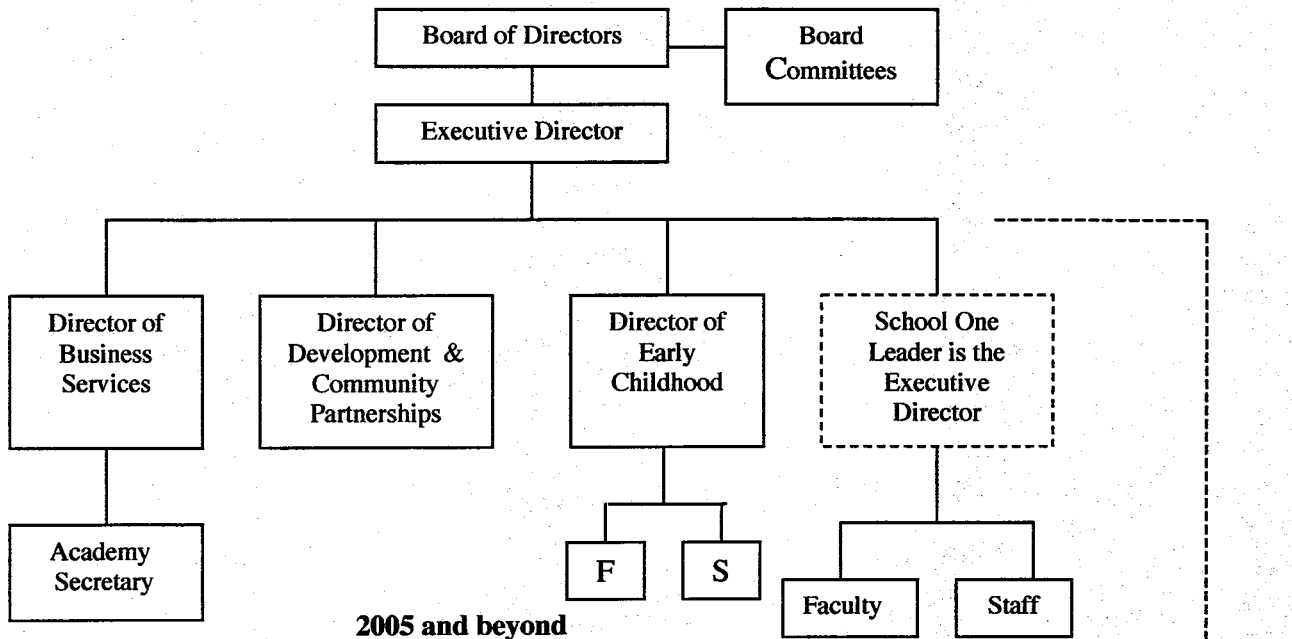 Board of Directors
Board
Committees
Executive Director
Director of
Business
Services
Director of
Development &
Community
Partnerships
Director of
Early
Childhood
School One
Leader is the
Executive
Director
Academy
Secretary
F
S
Faculty
Staff
2005 and beyond